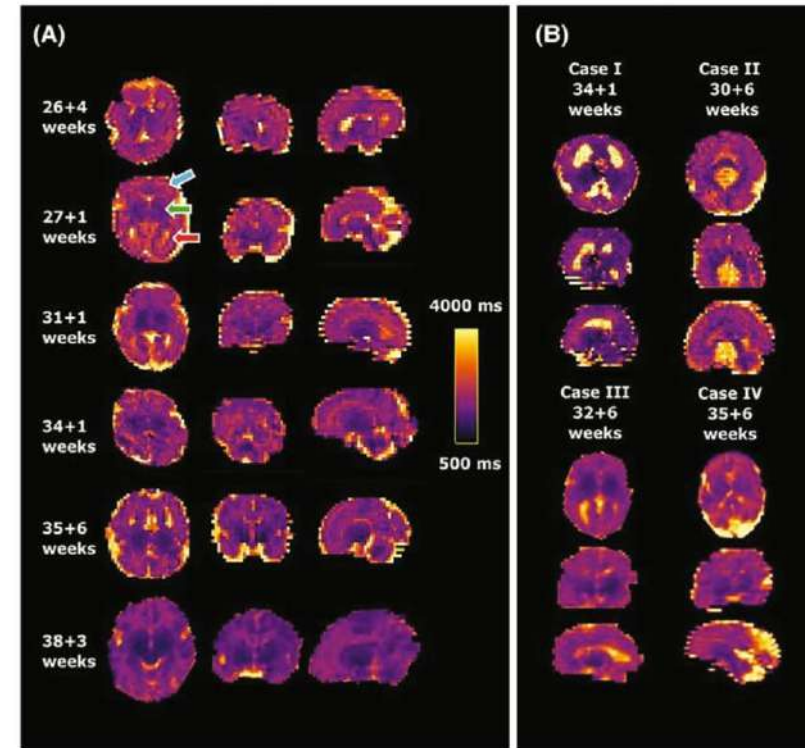 (A)
26+4
weeks
27+1
weeks
31+1
weeks
34+1
weeks
35+6
weeks
38+3
weeks
4000 ms
500 ms
(B)
Case I
34+1
weeks
Case II
30+6
weeks
Case III
32+6
weeks
Case IV
35+6
weeks